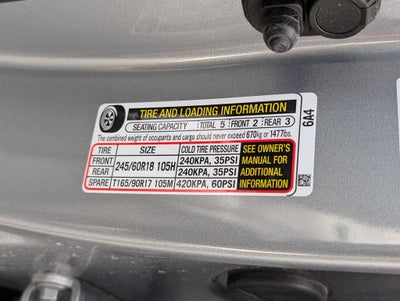 TIRE AND LOADING INFORMATION
SEATING CAPACITY : TOTAL 5 : FRONT 2 : REAR 3
The combined weight of occupants and cargo should never exceed 670kg or 1477lbs.
TIRE SIZE COLD TIRE PRESSURE
FRONT 245/60R18 105H 240KPA, 35PSI
REAR 240KPA, 35PSI
SPARE T165/90R17 105M 420KPA, 60PSI
SEE OWNER'S
MANUAL FOR
ADDITIONAL
INFORMATION
6A4